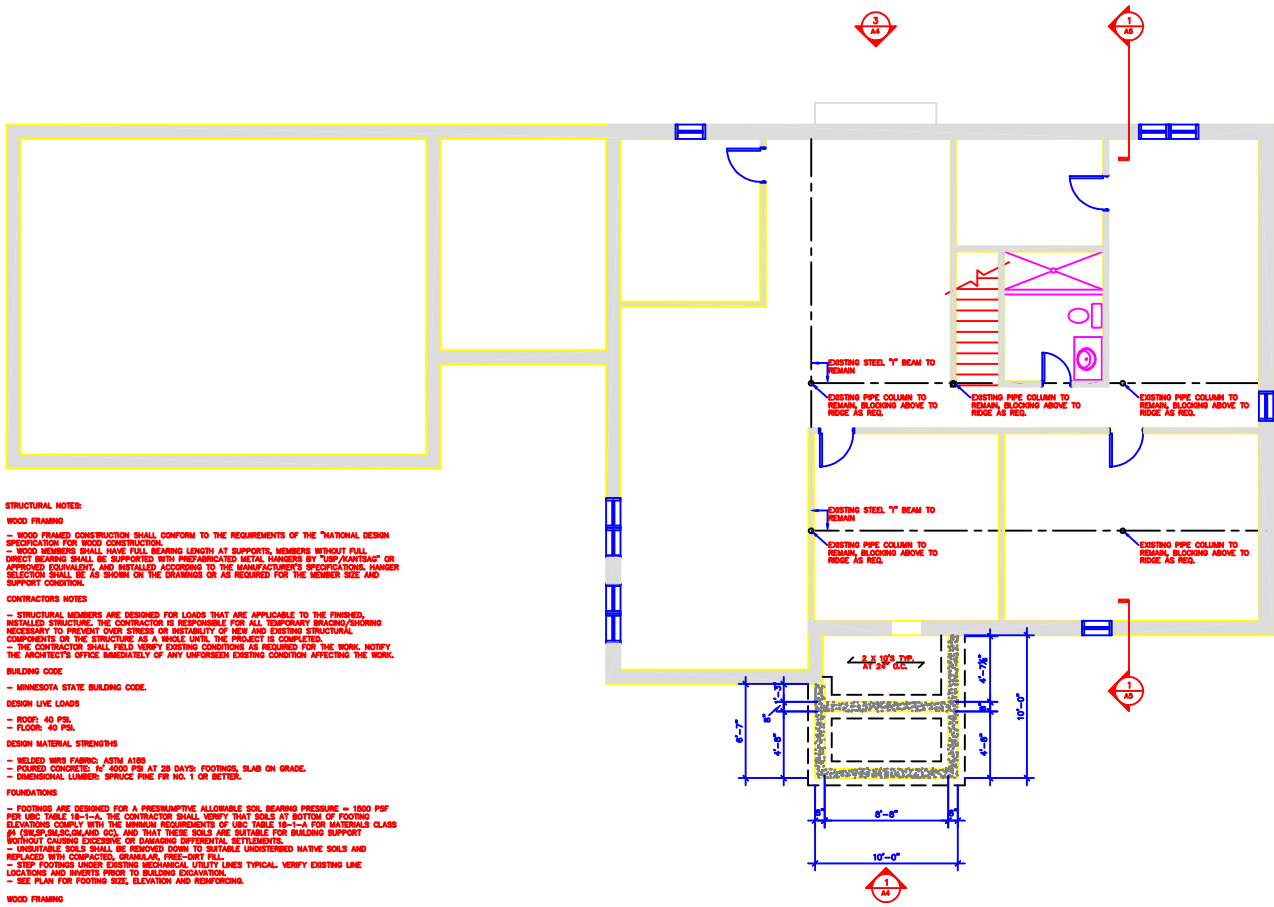 3
A4
1
A5
EXISTING STEEL "I" BEAM TO
REMAIN
EXISTING PIPE COLUMN TO
REMAIN, BLOCKING ABOVE TO
RIDGE AS REQ.
EXISTING PIPE COLUMN TO
REMAIN, BLOCKING ABOVE TO
RIDGE AS REQ.
EXISTING PIPE COLUMN TO
REMAIN, BLOCKING ABOVE TO
RIDGE AS REQ.
EXISTING STEEL "I" BEAM TO
REMAIN
EXISTING PIPE COLUMN TO
REMAIN, BLOCKING ABOVE TO
RIDGE AS REQ.
EXISTING PIPE COLUMN TO
REMAIN, BLOCKING ABOVE TO
RIDGE AS REQ.
2 X 10'S TYP.
AT 24" O.C.
6'-7"
1'-3"
8"
4'-8"
4'-7⅞"
8"
4'-8"
10'-0"
8"
8'-8"
8"
10'-0"
1
A5
1
A4
STRUCTURAL NOTES:
WOOD FRAMING
- WOOD FRAMED CONSTRUCTION SHALL CONFORM TO THE REQUIREMENTS OF THE "NATIONAL DESIGN
SPECIFICATION FOR WOOD CONSTRUCTION.
- WOOD MEMBERS SHALL HAVE FULL BEARING LENGTH AT SUPPORTS, MEMBERS WITHOUT FULL
DIRECT BEARING SHALL BE SUPPORTED WITH PREFABRICATED METAL HANGERS BY "USP/KANTSAG" OR
APPROVED EQUIVALENT, AND INSTALLED ACCORDING TO THE MANUFACTURER'S SPECIFICATIONS. HANGER
SELECTION SHALL BE AS SHOWN ON THE DRAWINGS OR AS REQUIRED FOR THE MEMBER SIZE AND
SUPPORT CONDITION.
CONTRACTORS NOTES
- STRUCTURAL MEMBERS ARE DESIGNED FOR LOADS THAT ARE APPLICABLE TO THE FINISHED,
INSTALLED STRUCTURE. THE CONTRACTOR IS RESPONSIBLE FOR ALL TEMPORARY BRACING/SHORING
NECESSARY TO PREVENT OVER STRESS OR INSTABILITY OF NEW AND EXISTING STRUCTURAL
COMPONENTS OR THE STRUCTURE AS A WHOLE UNTIL THE PROJECT IS COMPLETED.
- THE CONTRACTOR SHALL FIELD VERIFY EXISTING CONDITIONS AS REQUIRED FOR THE WORK. NOTIFY
THE ARCHITECT'S OFFICE IMMEDIATELY OF ANY UNFORSEEN EXISTING CONDITION AFFECTING THE WORK.
BUILDING CODE
- MINNESOTA STATE BUILDING CODE.
DESIGN LIVE LOADS
- ROOF: 40 PSI.
- FLOOR: 40 PSI.
DESIGN MATERIAL STRENGTHS
- WELDED WIRS FABRIC: ASTM A185
- POURED CONCRETE: fc' 4000 PSI AT 28 DAYS: FOOTINGS, SLAB ON GRADE.
- DIMENSIONAL LUMBER: SPRUCE PINE FIR NO. 1 OR BETTER.
FOUNDATIONS
- FOOTINGS ARE DESIGNED FOR A PRESMUMPTIVE ALLOWABLE SOIL BEARING PRESSURE = 1500 PSF
PER UBC TABLE 18-1-A. THE CONTRACTOR SHALL VERIFY THAT SOILS AT BOTTOM OF FOOTING
ELEVATIONS COMPLY WITH THE MINIMUM REQUIREMENTS OF UBC TABLE 18-1-A FOR MATERIALS CLASS
#4 (SW,SP,SM,SC,GM,AND GC), AND THAT THESE SOILS ARE SUITABLE FOR BUILDING SUPPORT
WITHOUT CAUSING EXCESSIVE OR DAMAGING DIFFERENTIAL SETTLEMENTS.
- UNSUITABLE SOILS SHALL BE REMOVED DOWN TO SUITABLE UNDISTERBED NATIVE SOILS AND
REPLACED WITH COMPACTED, GRANULAR, FREE-DIRT FILL.
- STEP FOOTINGS UNDER EXISTING MECHANICAL UTILITY LINES TYPICAL. VERIFY EXISTING LINE
LOCATIONS AND INVERTS PRIOR TO BUILDING EXCAVATION.
- SEE PLAN FOR FOOTING SIZE, ELEVATION AND REINFORCING.
WOOD FRAMING